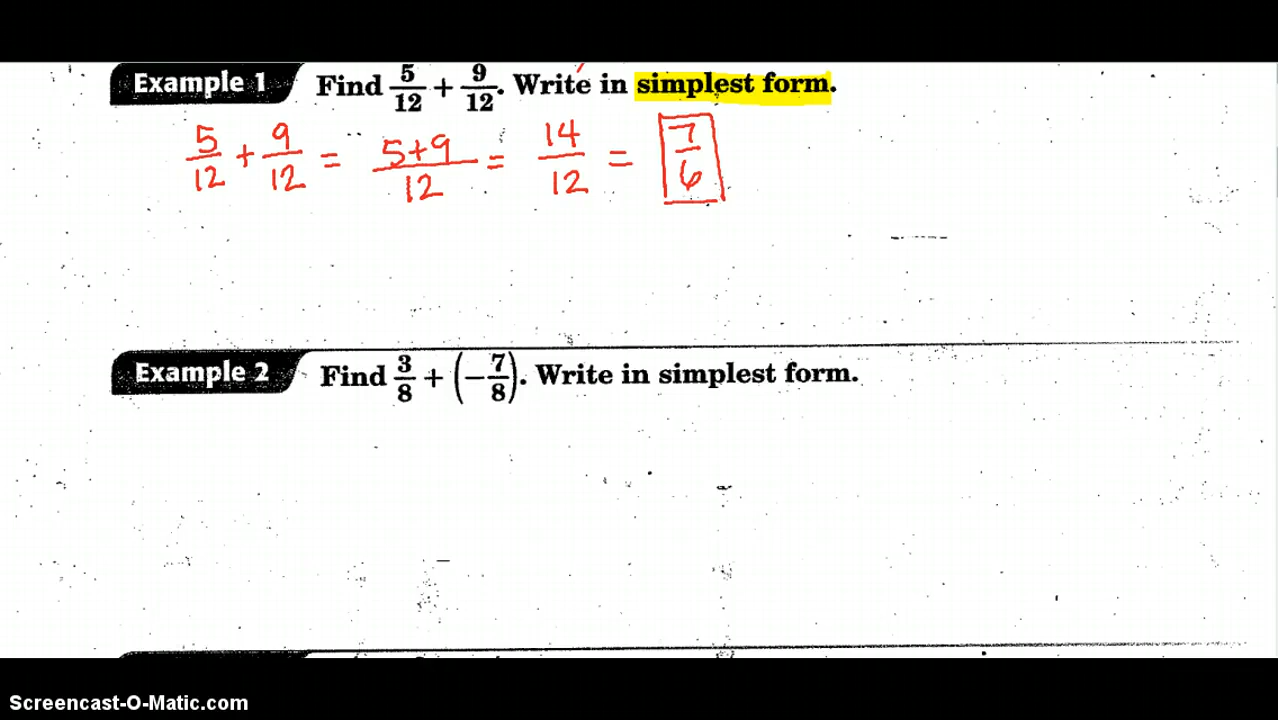 Example 1 Find 5/12 + 9/12. Write in simplest form.
5/12 + 9/12 = 5+9/12 = 14/12 = 7/6
Example 2 Find 3/8 + (−7/8). Write in simplest form.
Screencast-O-Matic.com